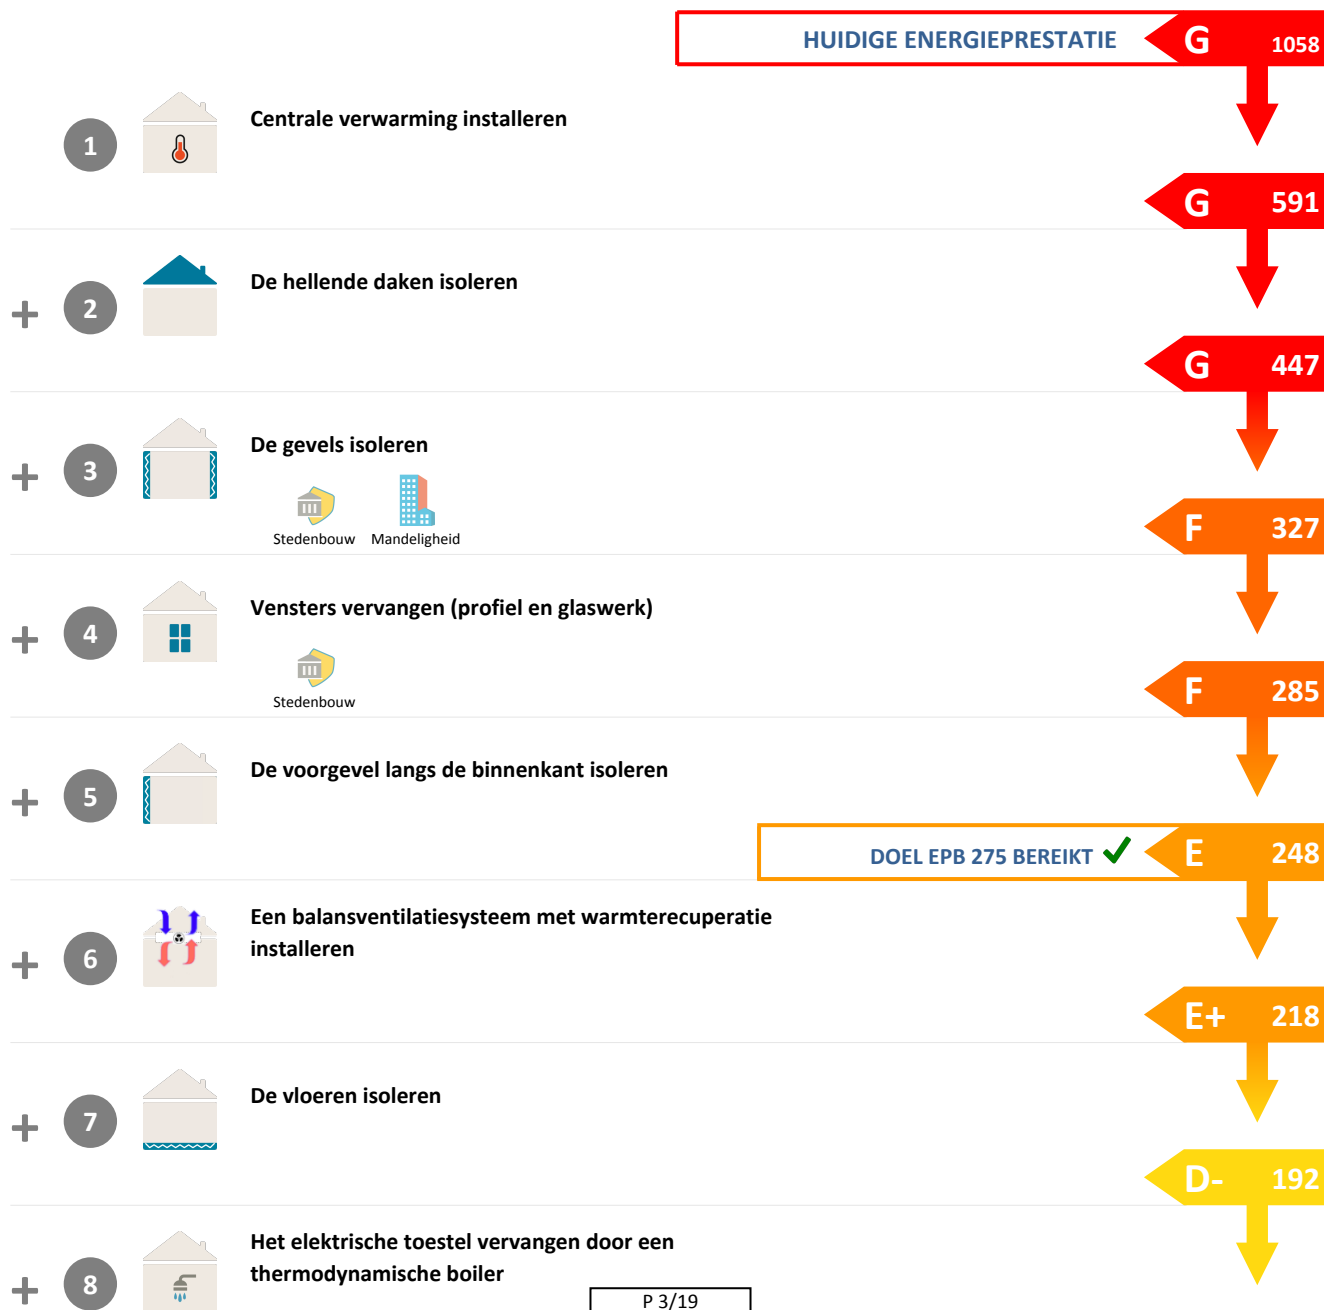 HUIDIGE ENERGIEPRESTATIE G 1058
1 Centrale verwarming installeren
G 591
+ 2 De hellende daken isoleren
G 447
+ 3 De gevels isoleren
Stedenbouw Mandeligheid
F 327
+ 4 Vensters vervangen (profiel en glaswerk)
Stedenbouw
F 285
+ 5 De voorgevel langs de binnenkant isoleren
DOEL EPB 275 BEREIKT ✓ E 248
+ 6 Een balansventilatiesysteem met warmterecuperatie
installeren
E+ 218
+ 7 De vloeren isoleren
D- 192
+ 8 Het elektrische toestel vervangen door een
thermodynamische boiler
P 3/19